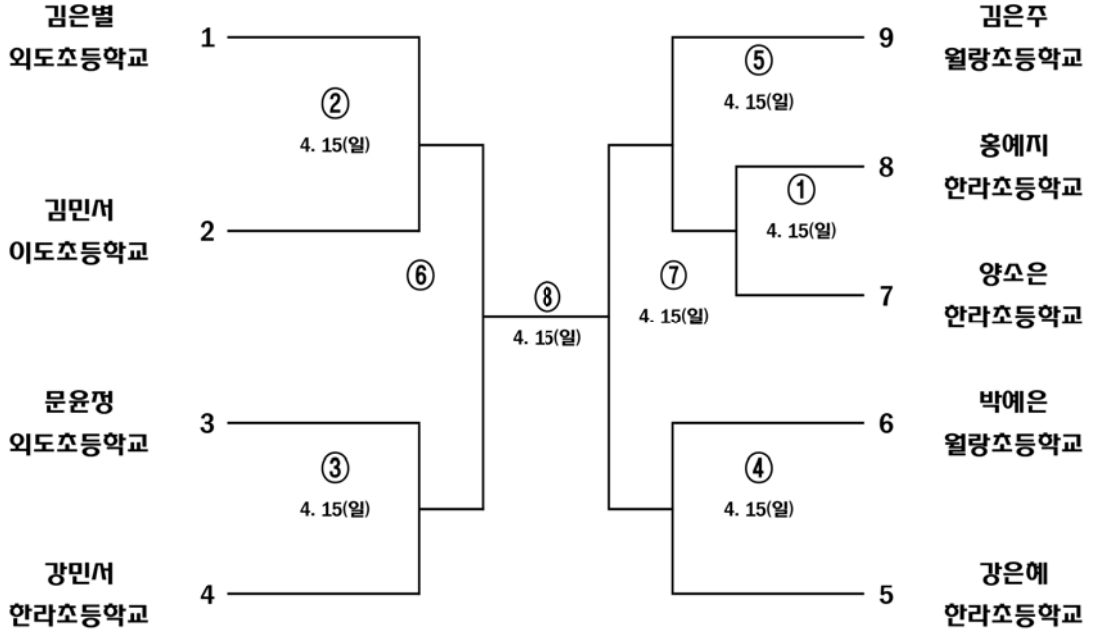 김은별
외도초등학교
1
②
4. 15(일)
김민서
이도초등학교
2
⑥
문윤정
외도초등학교
3
③
4. 15(일)
강민서
한라초등학교
4
⑧
4. 15(일)
김은주
월랑초등학교
9
⑤
4. 15(일)
홍예지
한라초등학교
8
①
4. 15(일)
양소은
한라초등학교
7
⑦
4. 15(일)
박예은
월랑초등학교
6
④
4. 15(일)
강은예
한라초등학교
5